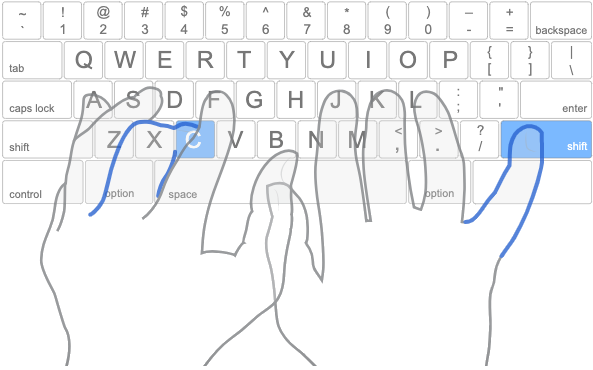 ~ ! @ # $ % ^ & * ( ) — +
` 1 2 3 4 5 6 7 8 9 0 - = backspace
tab Q W E R T Y U I O P { [ } ] | \
caps lock A S D F G H J K L : ; " ' enter
shift Z X C V B N M < , > . ? / shift
control option space option